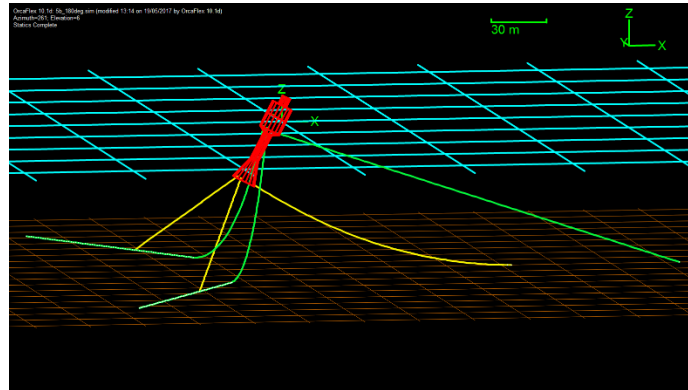 OrcaFlex 10.1d: 5b_180deg.sim (modified 13:14 on 19/05/2017 by OrcaFlex 10.1d)
Azimuth=261; Elevation=6
Statics Complete
30 m
Z
Y
X
Z
X